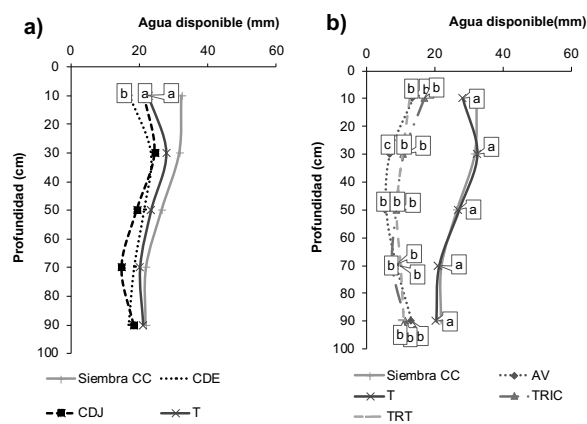 a)
Agua disponible (mm)
0 20 40 60
0
10
20
30
40
50
60
70
80
90
100
Profundidad (cm)
b a a
Siembra CC
CDE
CDJ
T
b)
Agua disponible(mm)
0 20 40 60
0
10
20
30
40
50
60
70
80
90
100
Profundidad (cm)
b b b a
c b b a
b b b a
b b b a
b b b a
Siembra CC
AV
T
TRIC
TRT